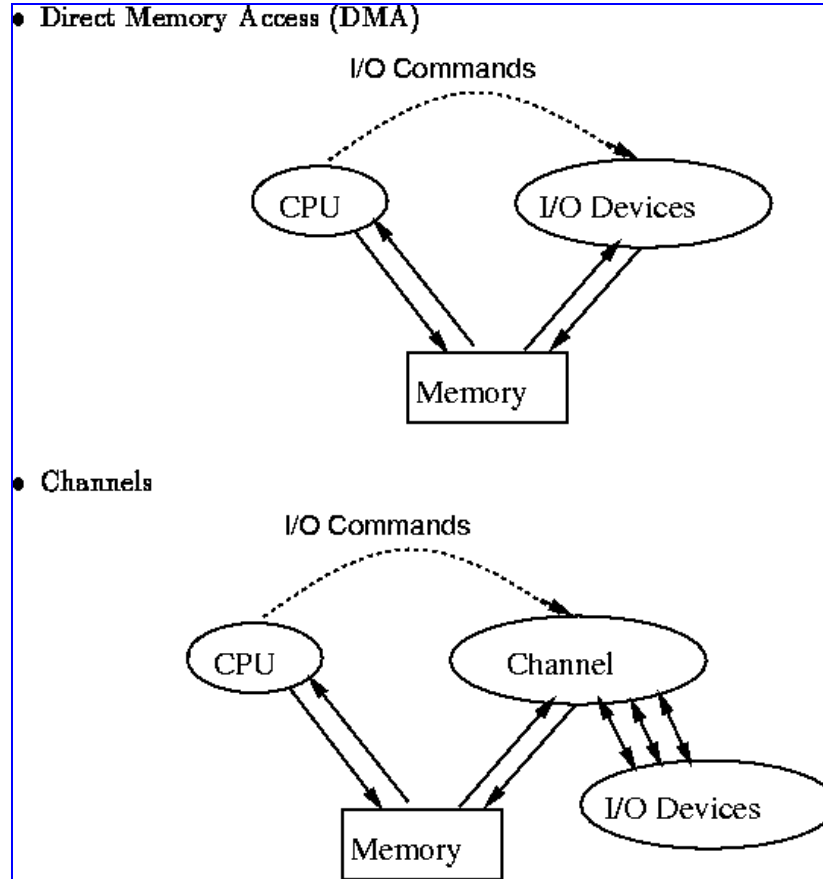 • Direct Memory Access (DMA)
I/O Commands
CPU
I/O Devices
Memory
• Channels
I/O Commands
CPU
Channel
I/O Devices
Memory